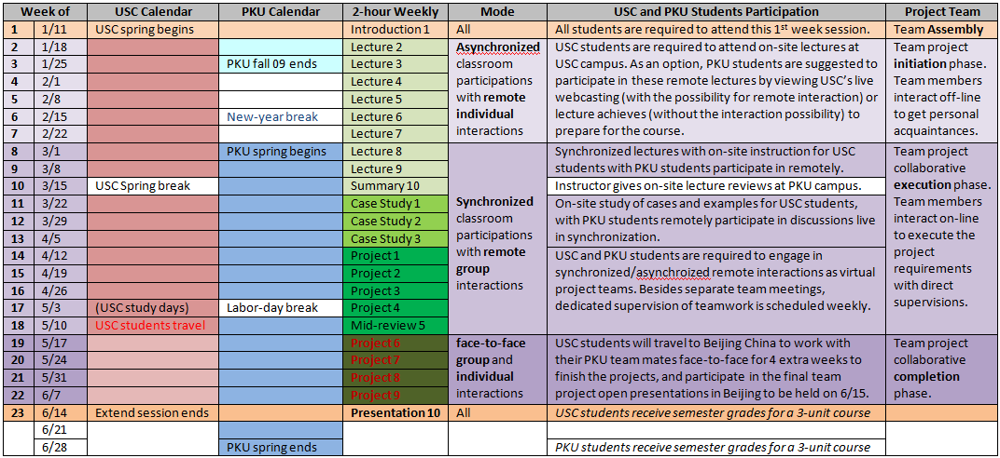 Week of USC Calendar PKU Calendar 2-hour Weekly Mode USC and PKU Students Participation Project Team
1 1/11 USC spring begins Introduction 1 All All students are required to attend this 1st week session. Team Assembly
2 1/18 Lecture 2 Asynchronized USC students are required to attend on-site lectures at Team project
3 1/25 PKU fall 09 ends Lecture 3 classroom USC campus. As an option, PKU students are suggested to initiation phase.
4 2/1 Lecture 4 participations participate in these remote lectures by viewing USC's live Team members
5 2/8 Lecture 5 with remote webcasting (with the possibility for remote interaction) or interact off-line
6 2/15 New-year break Lecture 6 individual lecture achieves (without the interaction possibility) to to get personal
7 2/22 Lecture 7 interactions prepare for the course. acquaintances.
8 3/1 PKU spring begins Lecture 8 Synchronized lectures with on-site instruction for USC Team project
9 3/8 Lecture 9 students with PKU students participate in remotely. collaborative
10 3/15 USC Spring break Summary 10 Instructor gives on-site lecture reviews at PKU campus. execution phase.
11 3/22 Case Study 1 Synchronized On-site study of cases and examples for USC students, Team members
12 3/29 Case Study 2 classroom with PKU students remotely participate in discussions live interact on-line
13 4/5 Case Study 3 participations in synchronization. to execute the
14 4/12 Project 1 with remote USC and PKU students are required to engage in project
15 4/19 Project 2 group synchronized/asynchroized remote interactions as virtual requirements
16 4/26 Project 3 interactions project teams. Besides separate team meetings, with direct
17 5/3 (USC study days) Labor-day break Project 4 dedicated supervision of teamwork is scheduled weekly. supervisions.
18 5/10 USC students travel Mid-review 5
19 5/17 Project 6 face-to-face USC students will travel to Beijing China to work with Team project
20 5/24 Project 7 group and their PKU team mates face-to-face for 4 extra weeks to collaborative
21 5/31 Project 8 individual finish the projects, and participate in the final team completion
22 6/7 Project 9 interactions project open presentations in Beijing to be held on 6/15. phase.
23 6/14 Extend session ends Presentation 10 All USC students receive semester grades for a 3-unit course
6/21
6/28 PKU spring ends PKU students receive semester grades for a 3-unit course